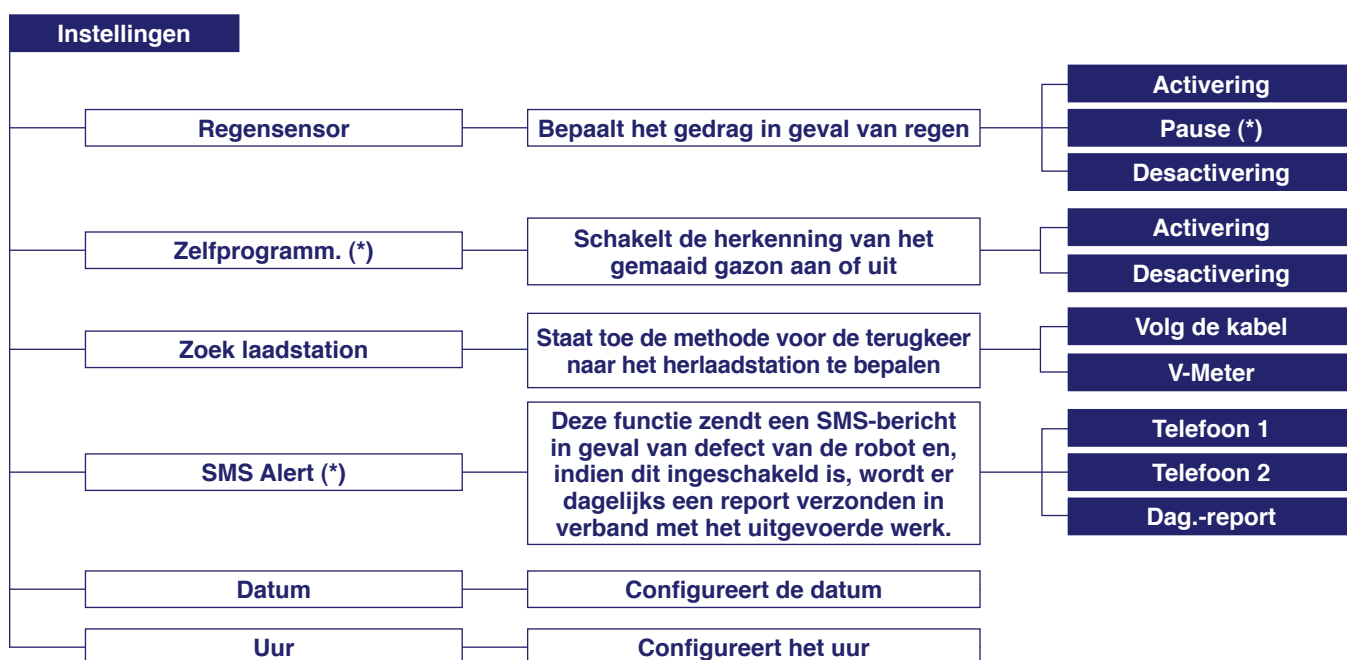 Instellingen
Regensensor
Bepaalt het gedrag in geval van regen
Activering
Pause (*)
Desactivering
Zelfprogramm. (*)
Schakelt de herkenning van het
gemaaid gazon aan of uit
Activering
Desactivering
Zoek laadstation
Staat toe de methode voor de terugkeer
naar het herlaadstation te bepalen
Volg de kabel
V-Meter
SMS Alert (*)
Deze functie zendt een SMS-bericht
in geval van defect van de robot en,
indien dit ingeschakeld is, wordt er
dagelijks een report verzonden in
verband met het uitgevoerde werk.
Telefoon 1
Telefoon 2
Dag.-report
Datum
Configureert de datum
Uur
Configureert het uur